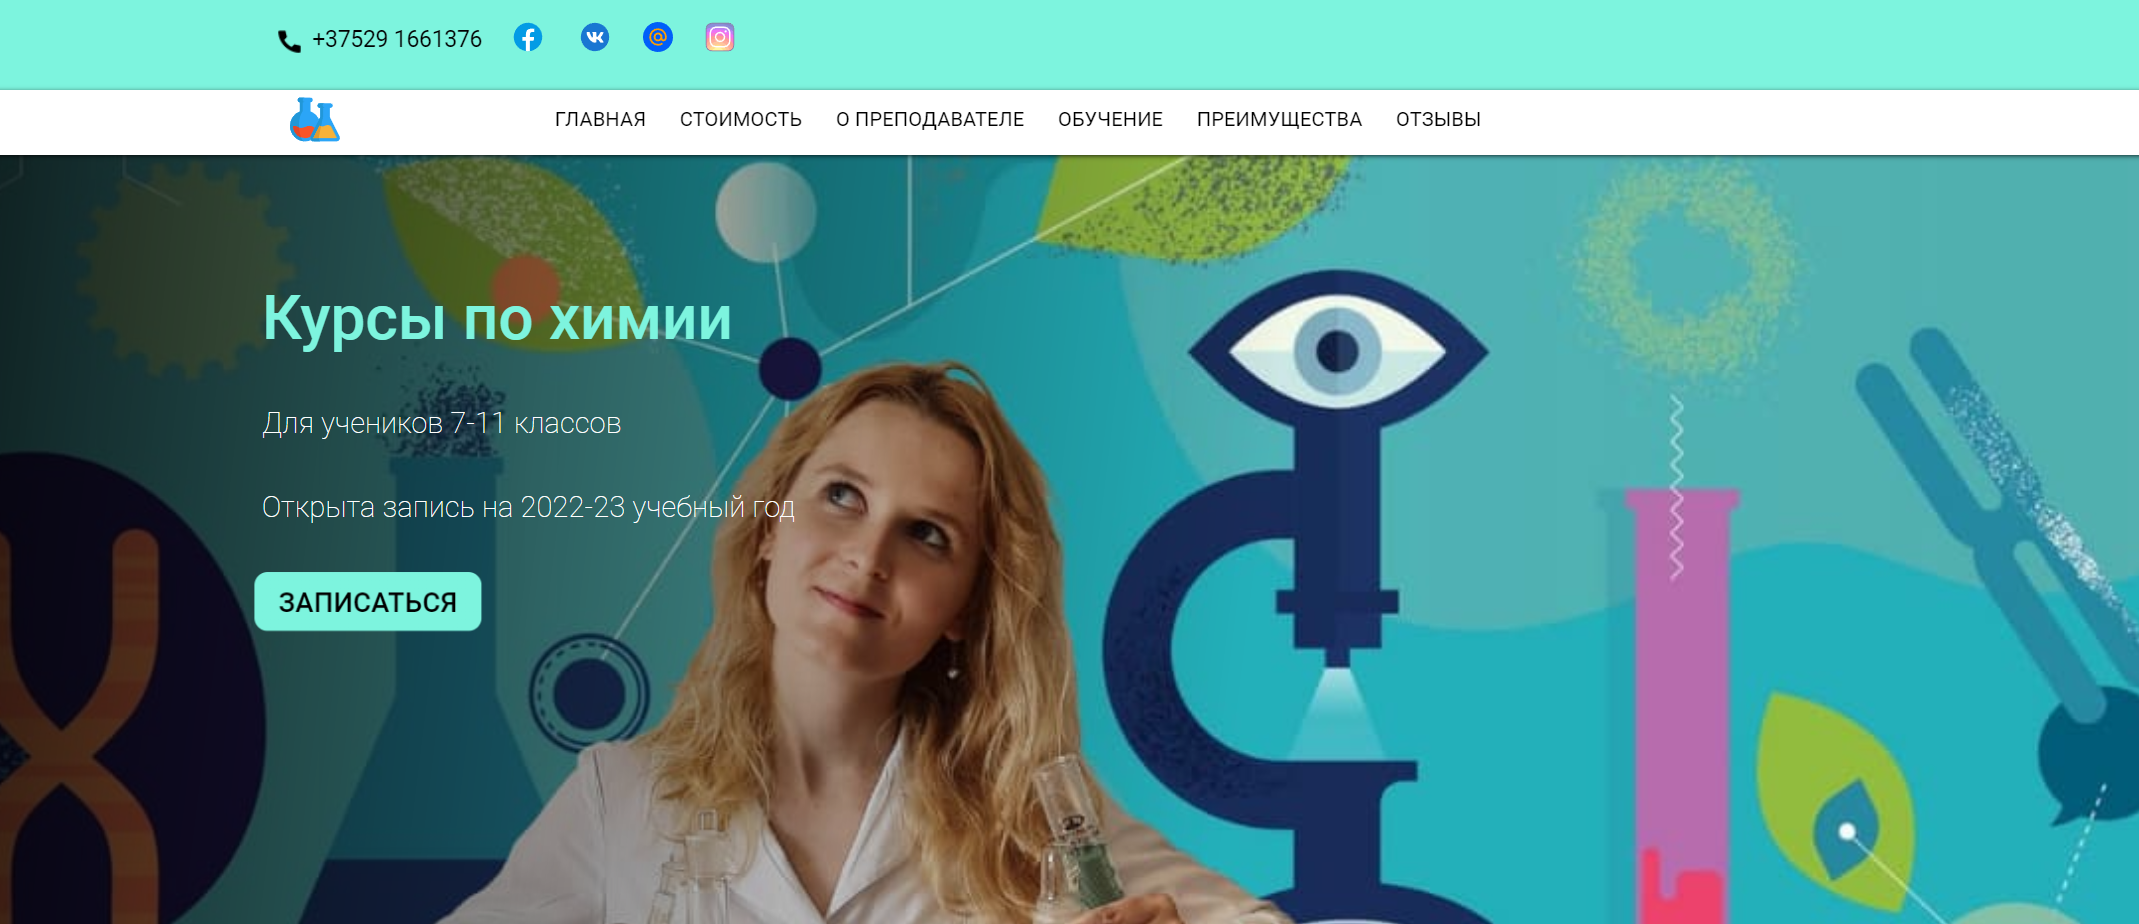 +37529 1661376
ГЛАВНАЯ СТОИМОСТЬ О ПРЕПОДАВАТЕЛЕ ОБУЧЕНИЕ ПРЕИМУЩЕСТВА ОТЗЫВЫ
Курсы по химии
Для учеников 7-11 классов
Открыта запись на 2022-23 учебный год
ЗАПИСАТЬСЯ